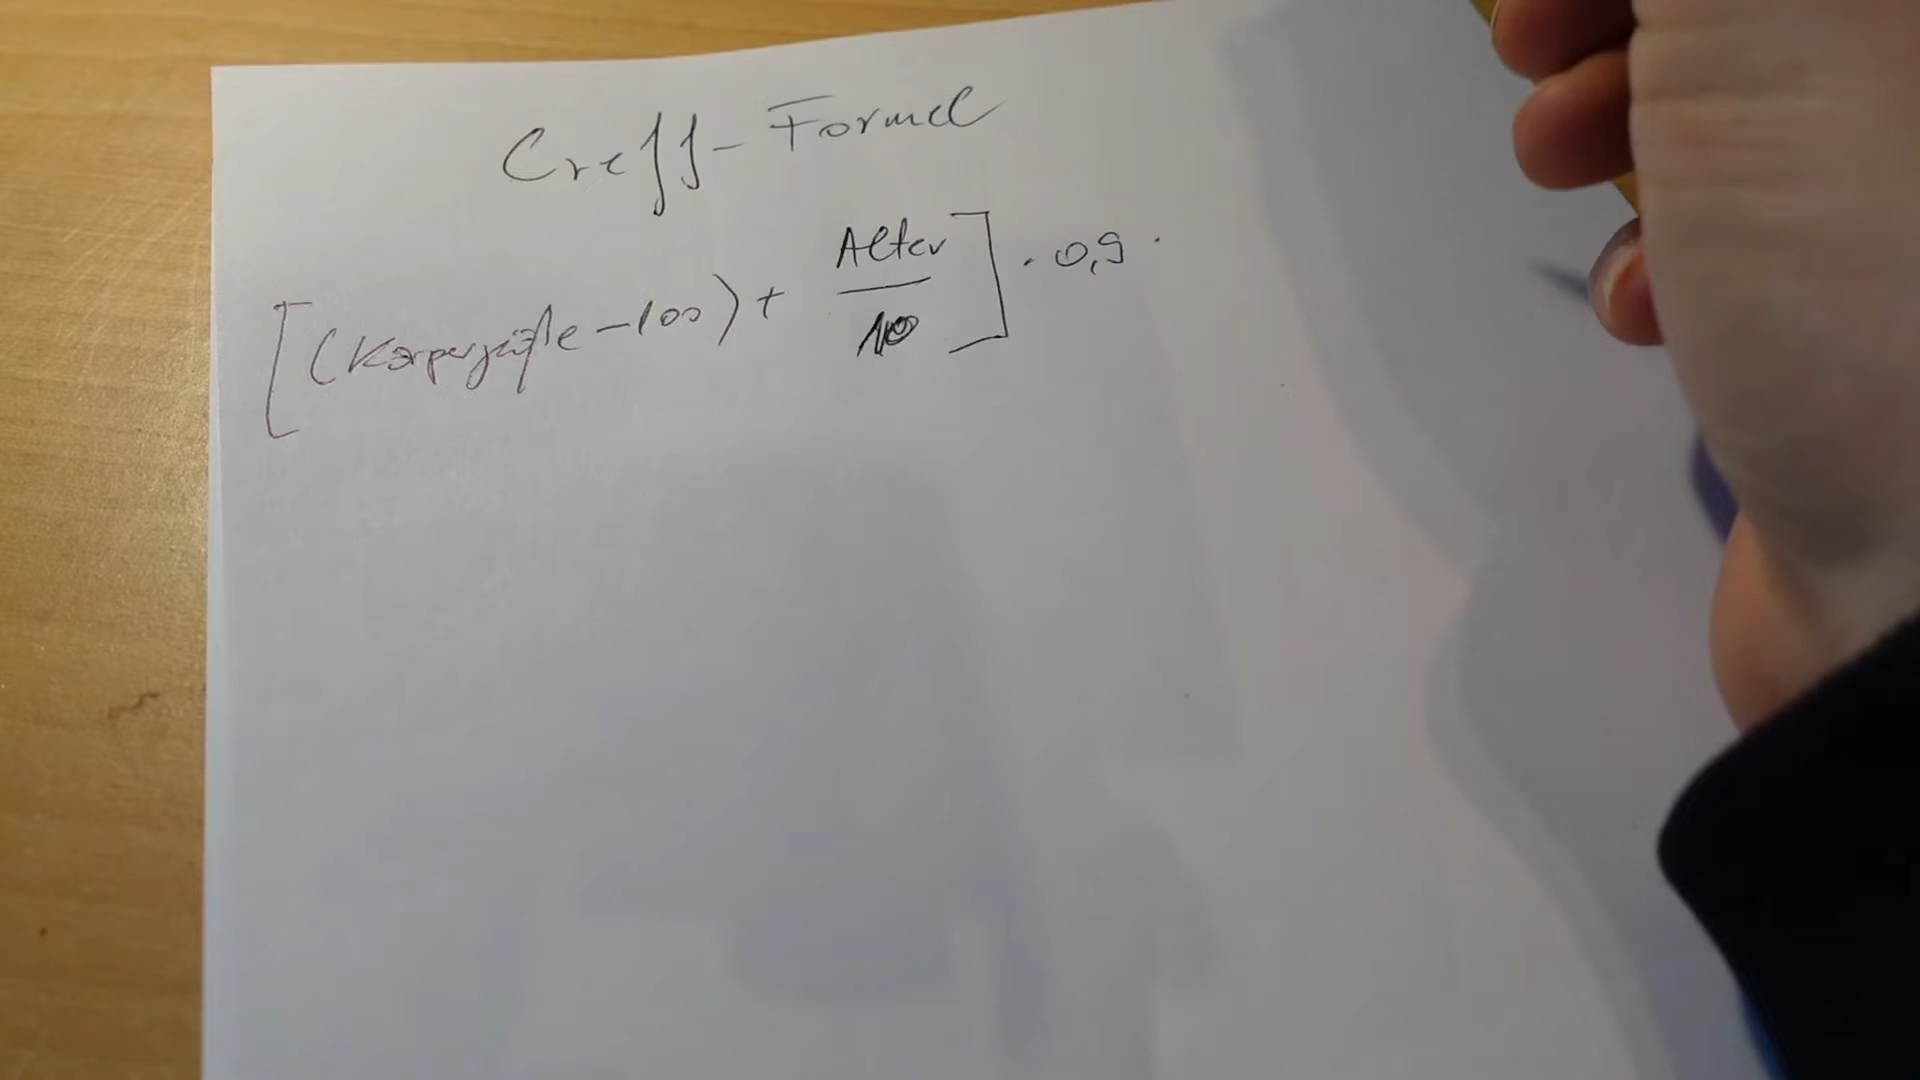 Creff-Formel
[(Körpergröße-100)+ Alter/10] · 0,9 ·